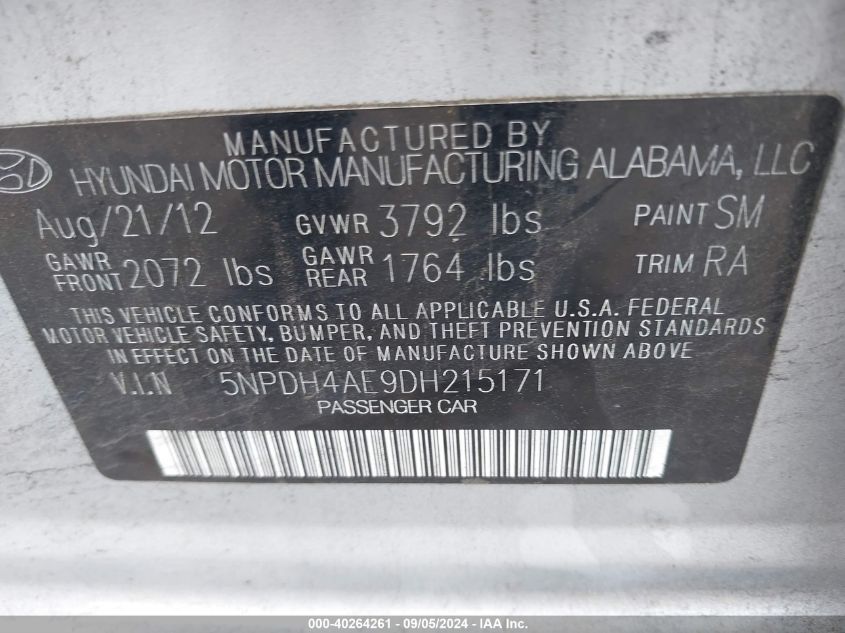 MANUFACTURED BY
HYUNDAI MOTOR MANUFACTURING ALABAMA, LLC
Aug/21/12 GVWR 3792 lbs PAINT SM
GAWR FRONT 2072 lbs GAWR REAR 1764 lbs TRIM RA
THIS VEHICLE CONFORMS TO ALL APPLICABLE U.S.A. FEDERAL
MOTOR VEHICLE SAFETY, BUMPER, AND THEFT PREVENTION STANDARDS
IN EFFECT ON THE DATE OF MANUFACTURE SHOWN ABOVE.
V.I.N 5NPDH4AE9DH215171
PASSENGER CAR
000-40264261 - 09/05/2024 - IAAI, Inc.